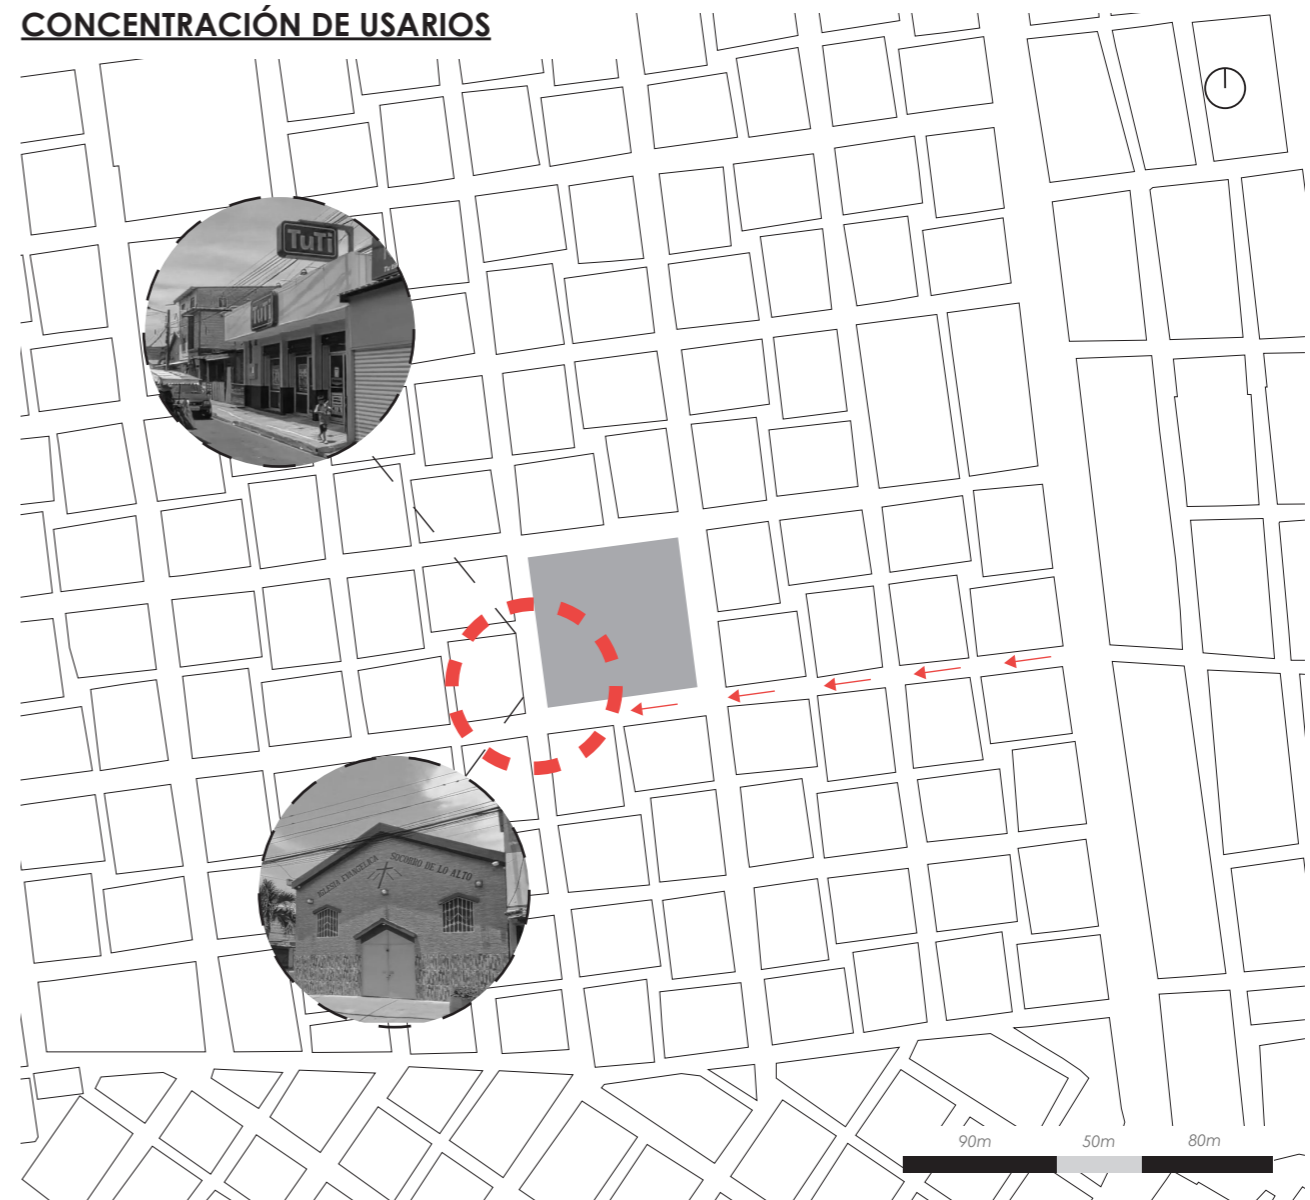 CONCENTRACIÓN DE USARIOS
TuTi
TuTi
IGLESIA EVANGELICA SOCORRO DE LO ALTO
90m 50m 80m